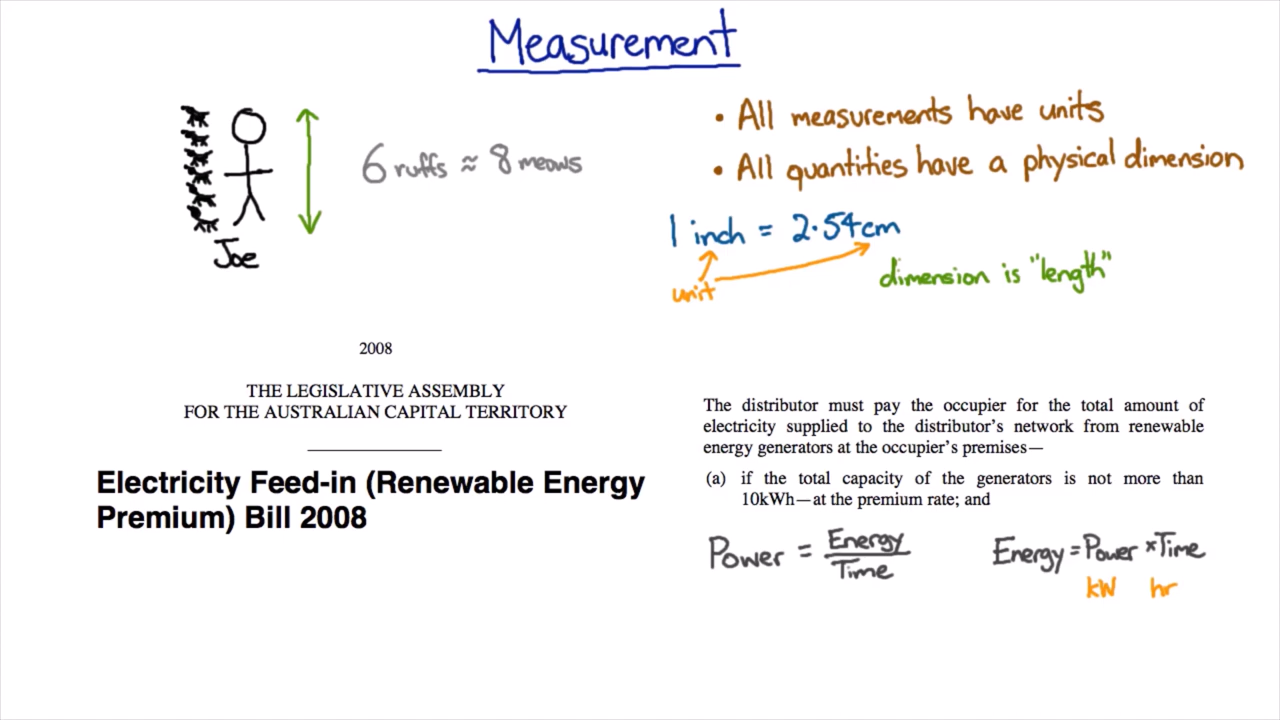 Measurement
6 ruffs ≈ 8 meows
Joe
• All measurements have units
• All quantities have a physical dimension
1 inch = 2.54cm
unit
dimension is "length"
2008
THE LEGISLATIVE ASSEMBLY
FOR THE AUSTRALIAN CAPITAL TERRITORY
Electricity Feed-in (Renewable Energy
Premium) Bill 2008
The distributor must pay the occupier for the total amount of
electricity supplied to the distributor's network from renewable
energy generators at the occupier's premises—
(a) if the total capacity of the generators is not more than
10kWh—at the premium rate; and
Power = Energy
Time
Energy = Power × Time
kW hr